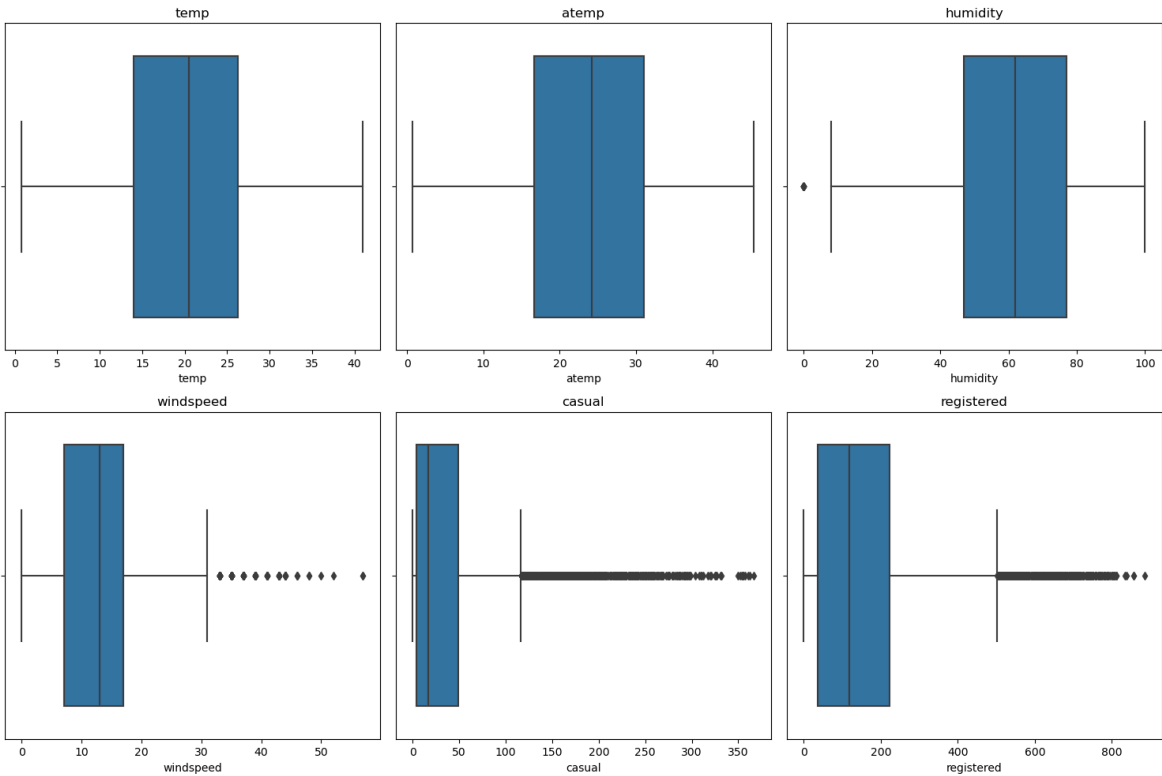 temp
atemp
humidity
0 5 10 15 20 25 30 35 40
0 10 20 30 40
0 20 40 60 80 100
temp
atemp
humidity
windspeed
casual
registered
0 10 20 30 40 50
0 50 100 150 200 250 300 350
0 200 400 600 800
windspeed
casual
registered